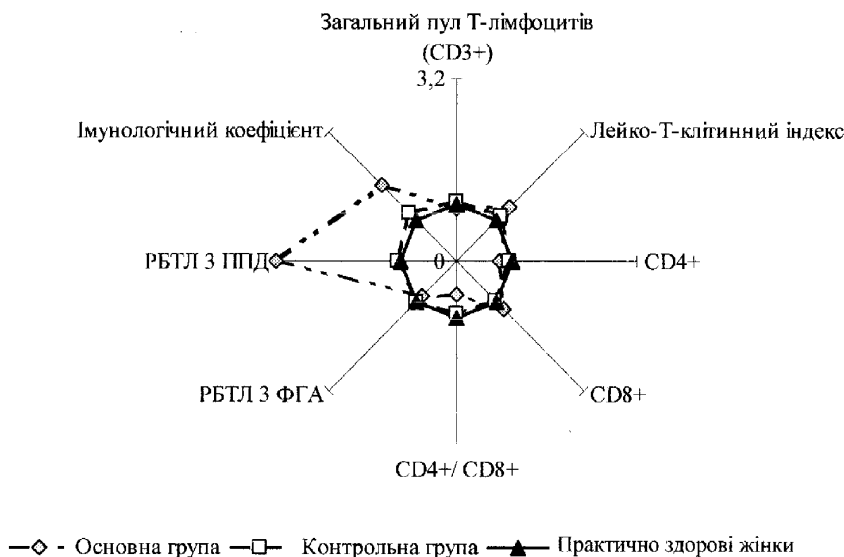 Загальний пул Т-лімфоцитів
(CD3+)
3,2
Імунологічний коефіцієнт
Лейко-Т-клітинний індекс
РБТЛ З ППД
0
CD4+
РБТЛ З ФГА
CD8+
CD4+/ CD8+
Основна група
Контрольна група
Практично здорові жінки